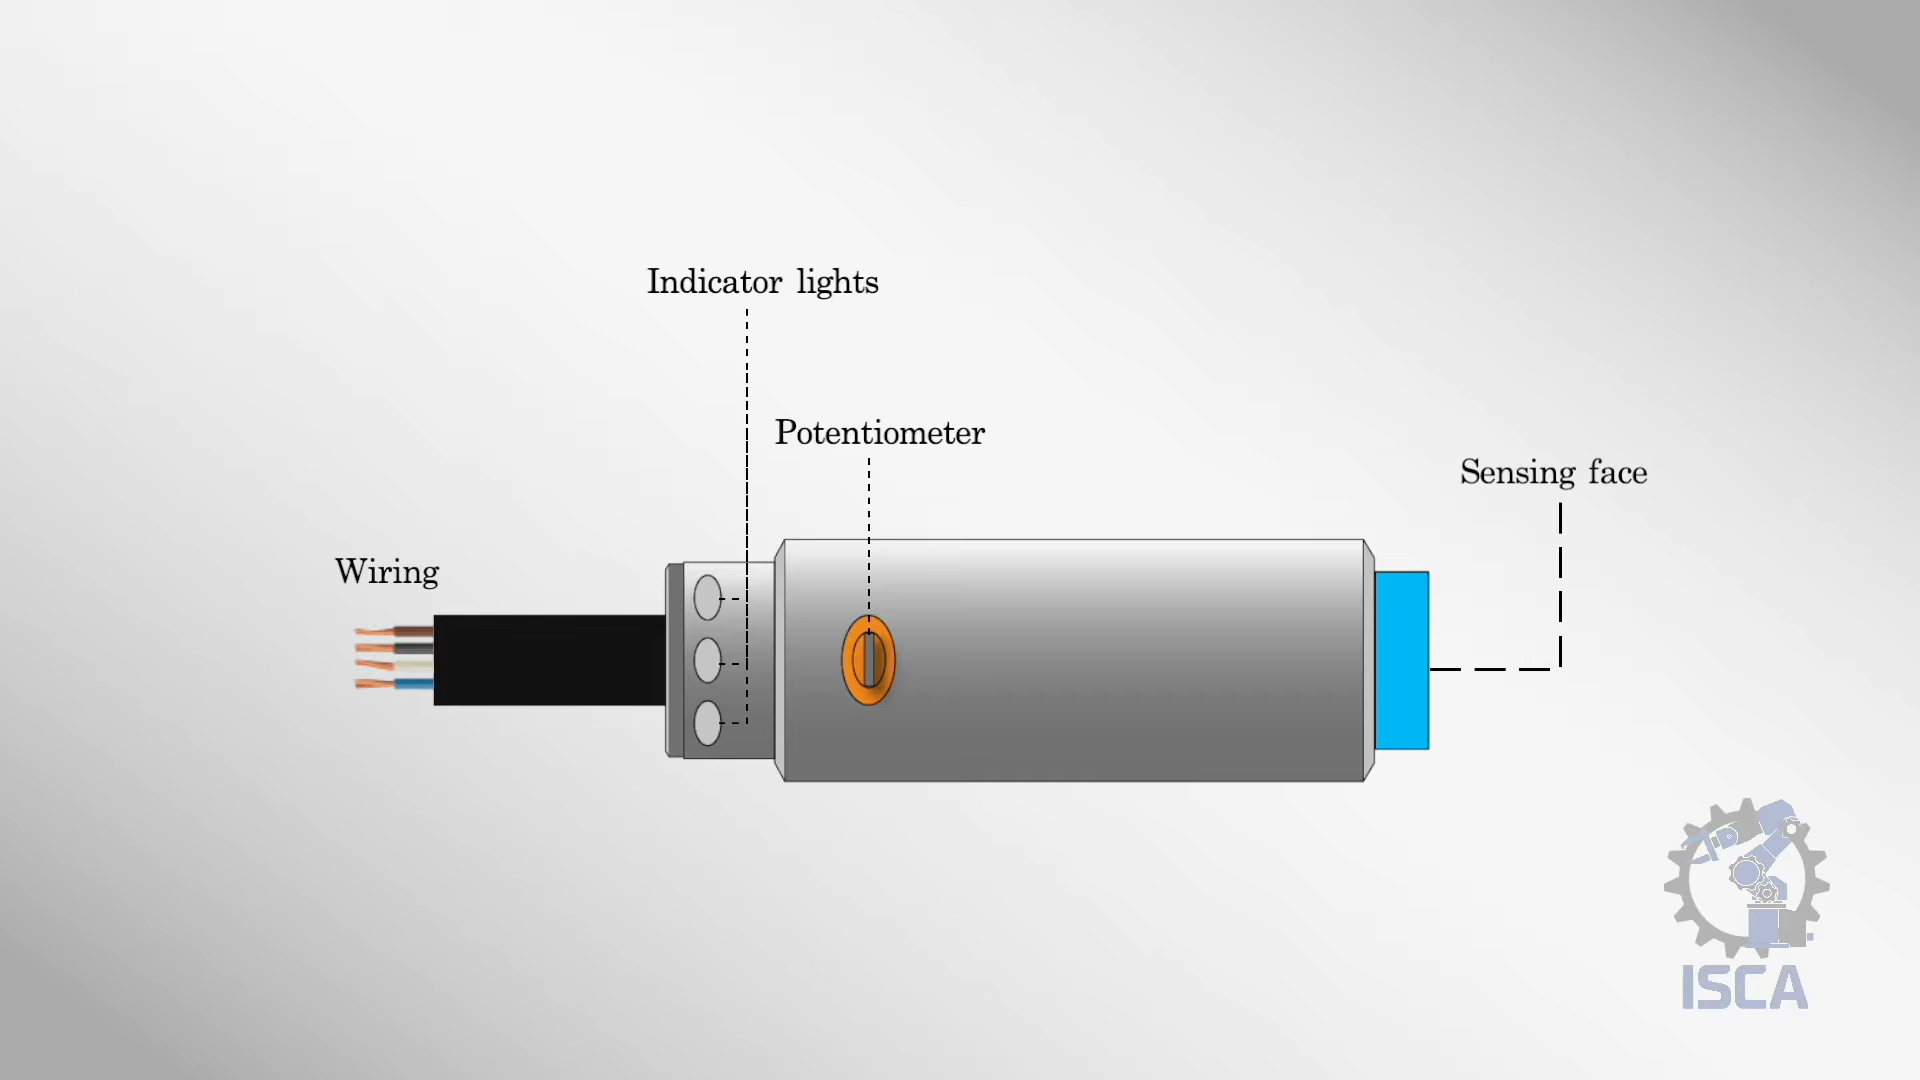 Indicator lights
Potentiometer
Sensing face
Wiring
ISCA